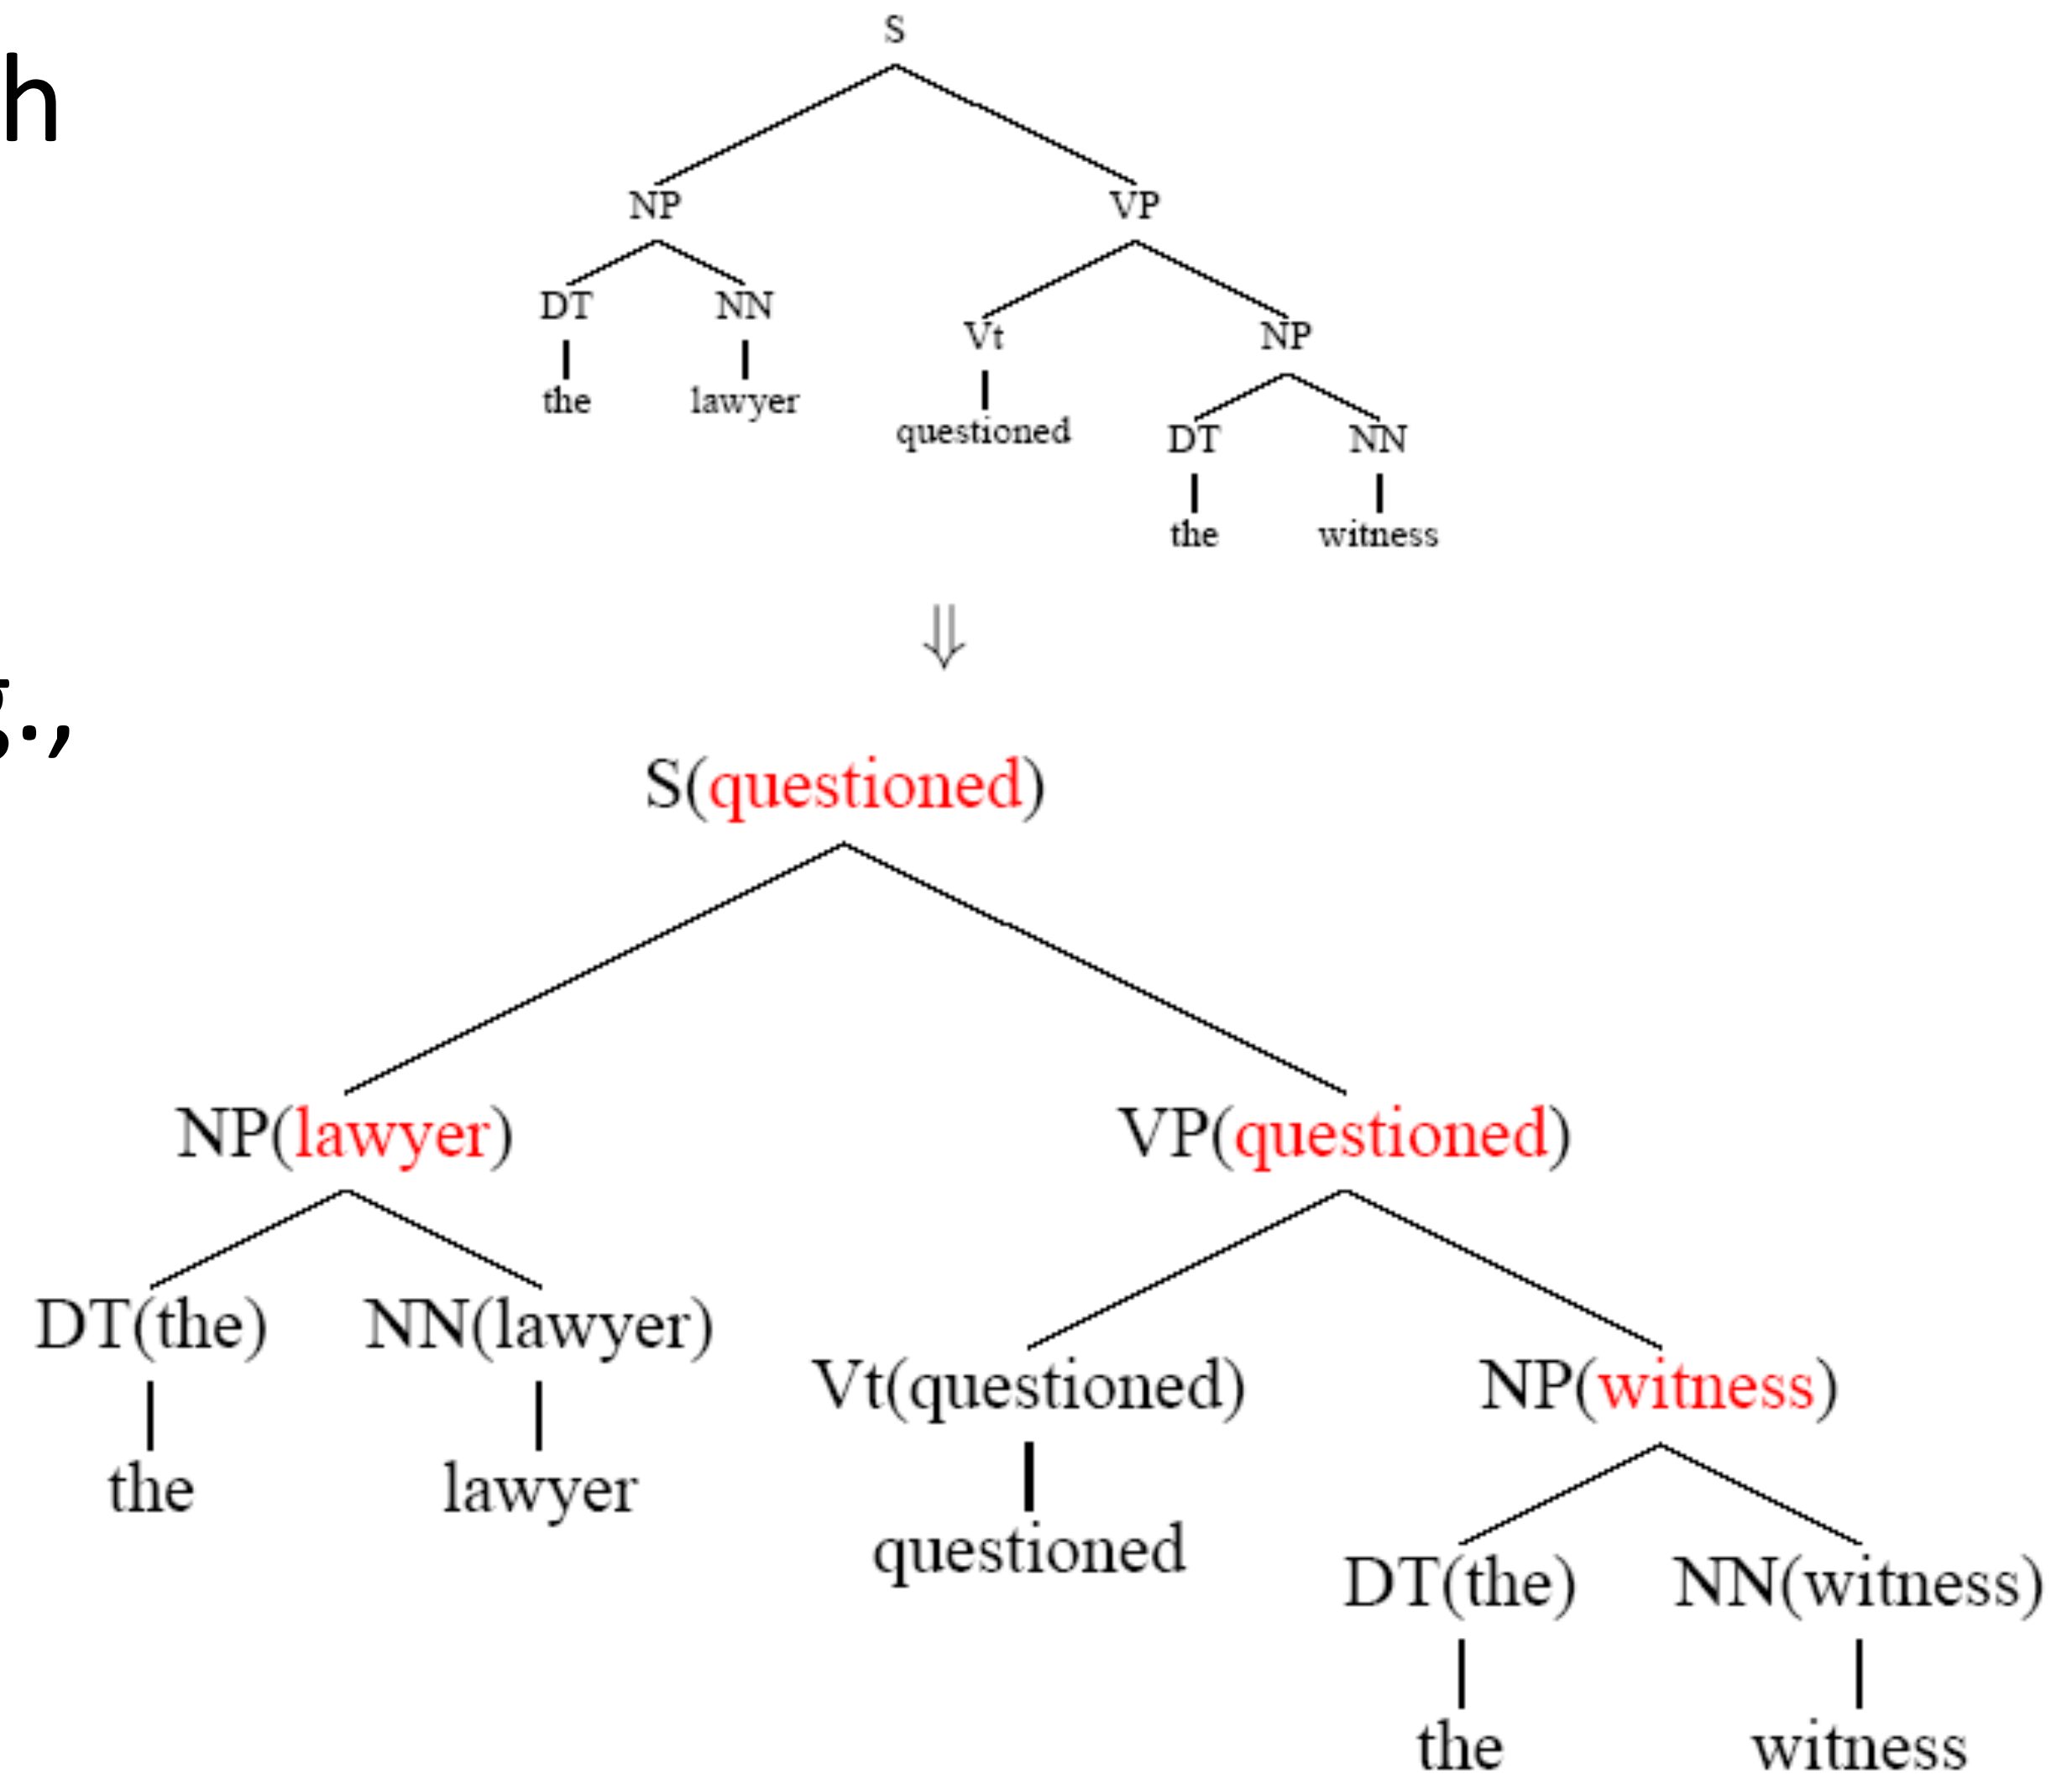 h
S
NP VP
DT NN
Vt NP
the lawyer
questioned DT NN
the witness
⇓
g.,
S(questioned)
NP(lawyer) VP(questioned)
DT(the) NN(lawyer)
Vt(questioned) NP(witness)
the lawyer
questioned
DT(the) NN(witness)
the witness